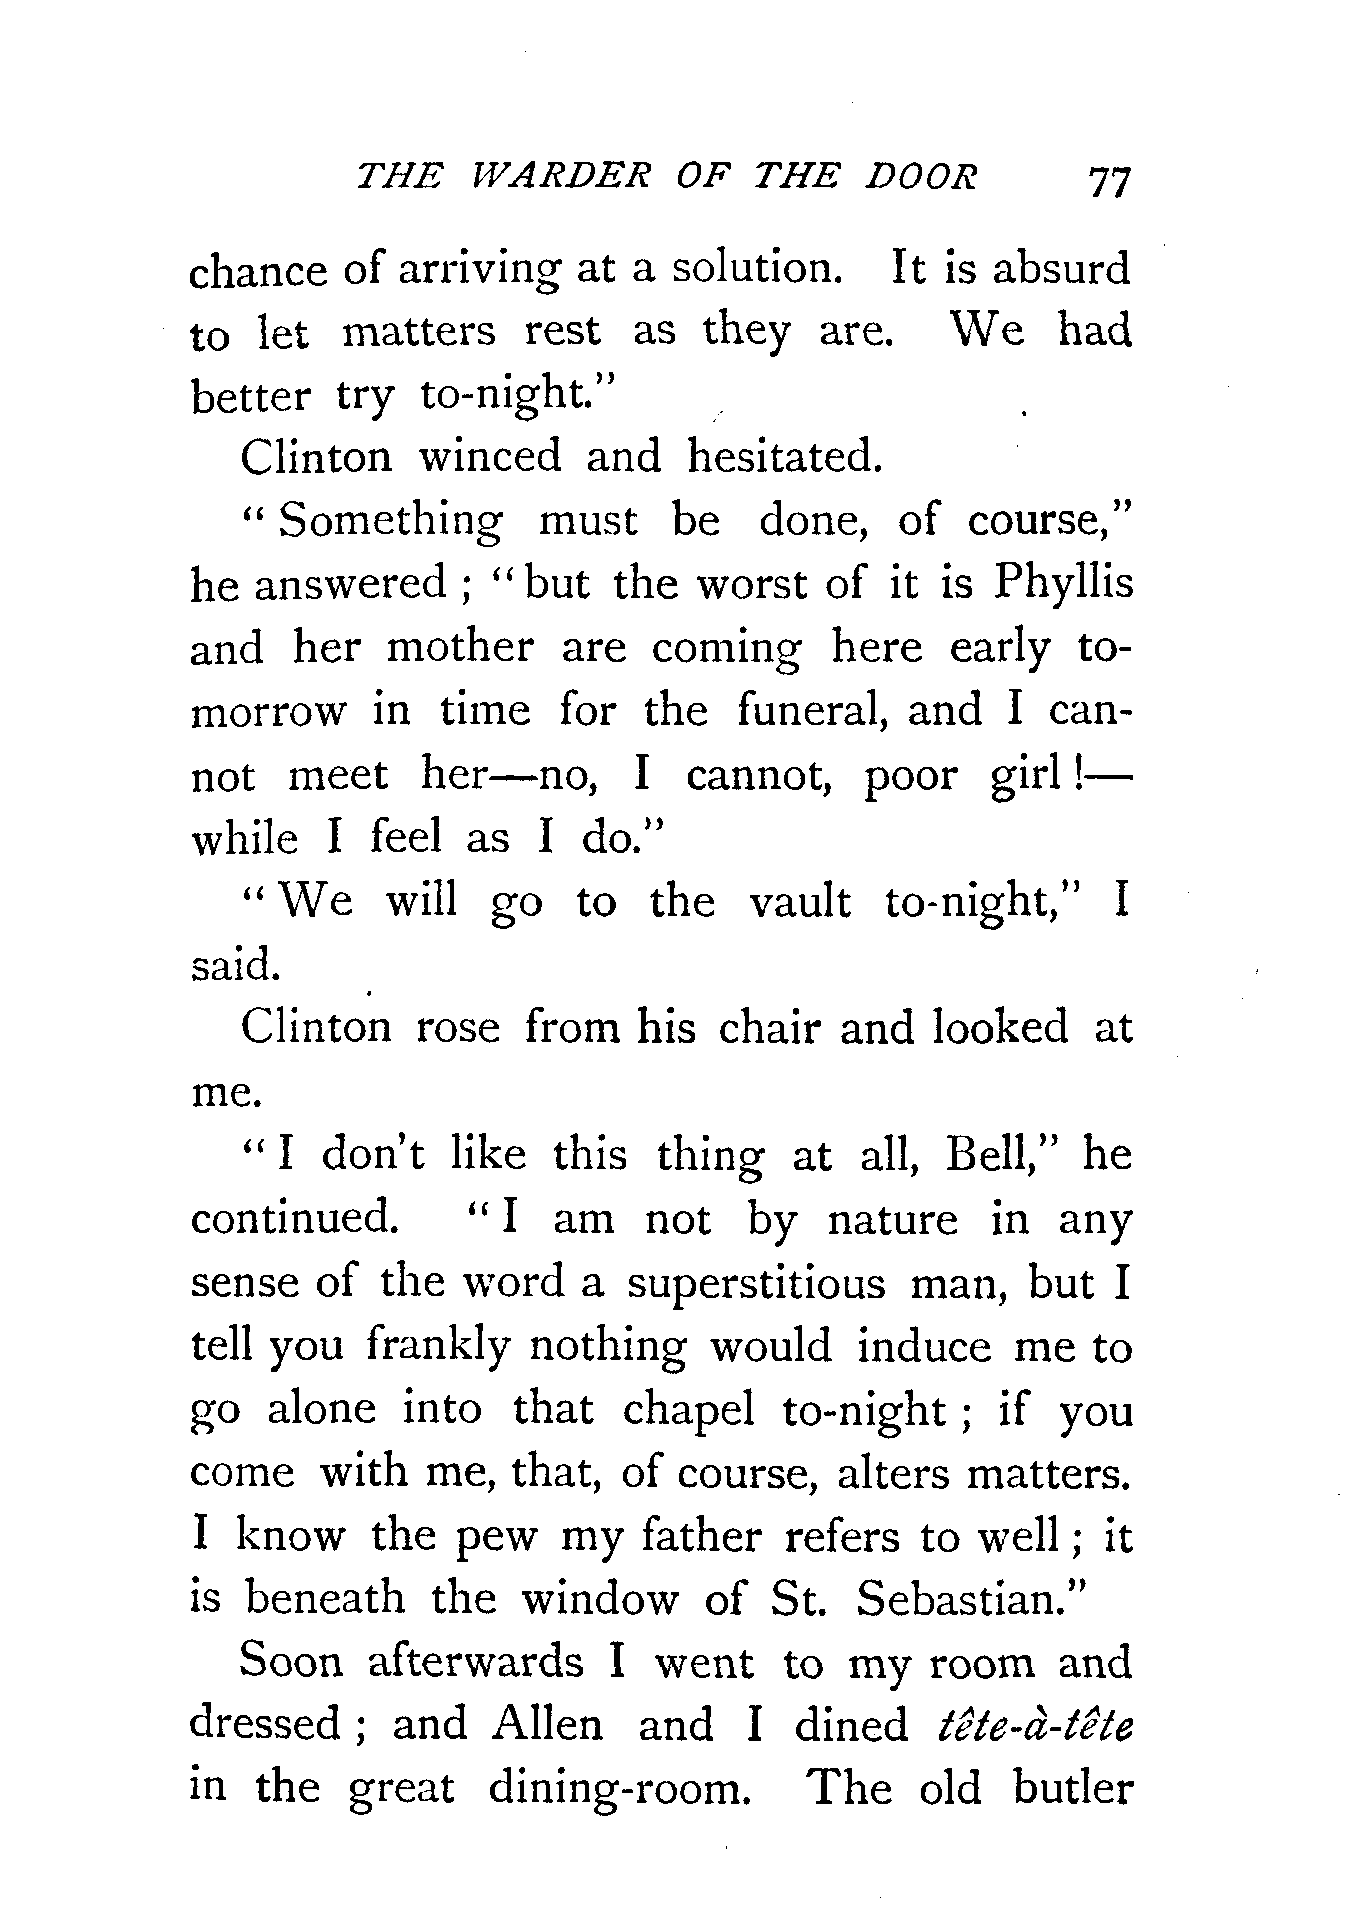 THE WARDER OF THE DOOR 77
chance of arriving at a solution. It is absurd
to let matters rest as they are. We had
better try to-night.”
Clinton winced and hesitated.
“ Something must be done, of course,”
he answered ; “ but the worst of it is Phyllis
and her mother are coming here early to-
morrow in time for the funeral, and I can-
not meet her—no, I cannot, poor girl !—
while I feel as I do.”
“ We will go to the vault to-night,” I
said.
Clinton rose from his chair and looked at
me.
“ I don’t like this thing at all, Bell,” he
continued. “ I am not by nature in any
sense of the word a superstitious man, but I
tell you frankly nothing would induce me to
go alone into that chapel to-night ; if you
come with me, that, of course, alters matters.
I know the pew my father refers to well ; it
is beneath the window of St. Sebastian.”
Soon afterwards I went to my room and
dressed ; and Allen and I dined tête-à-tête
in the great dining-room. The old butler